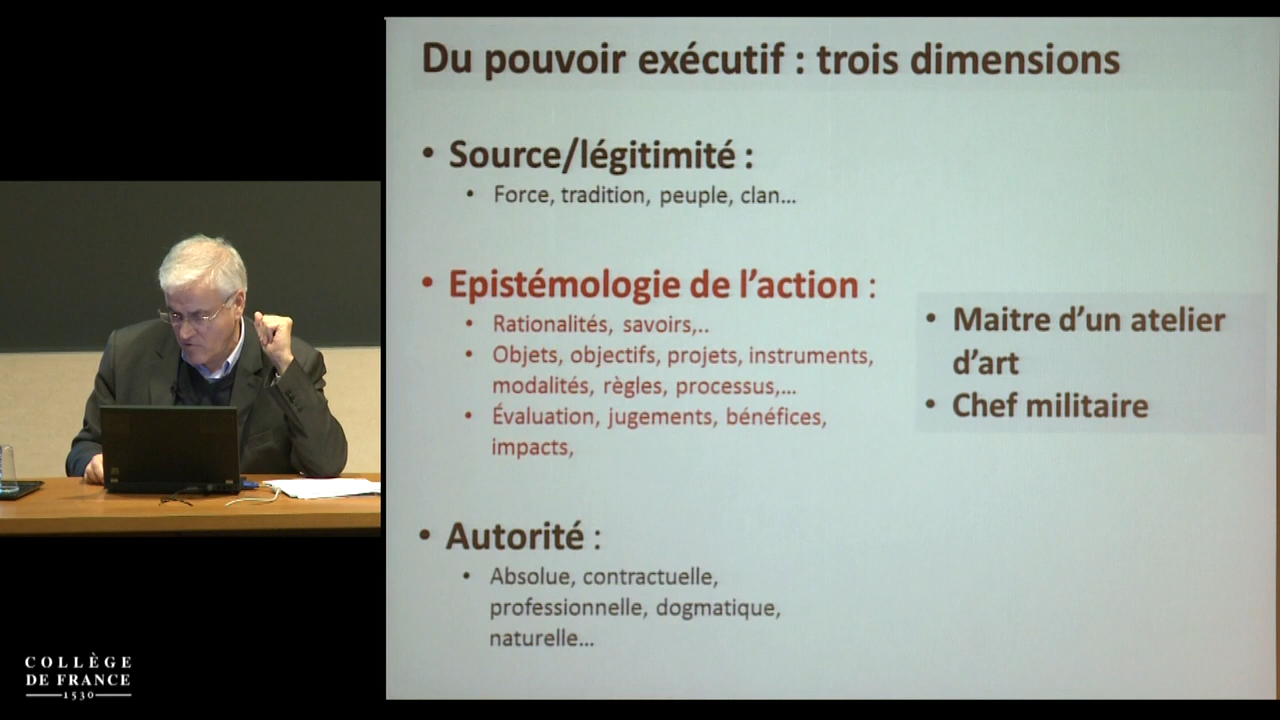 Du pouvoir exécutif : trois dimensions
• Source/légitimité :
• Force, tradition, peuple, clan...
• Epistémologie de l'action :
• Rationalités, savoirs,..
• Objets, objectifs, projets, instruments,
modalités, règles, processus,...
• Évaluation, jugements, bénéfices,
impacts,
• Maitre d'un atelier
d'art
• Chef militaire
• Autorité :
• Absolue, contractuelle,
professionnelle, dogmatique,
naturelle...
COLLÈGE
DE FRANCE
1530